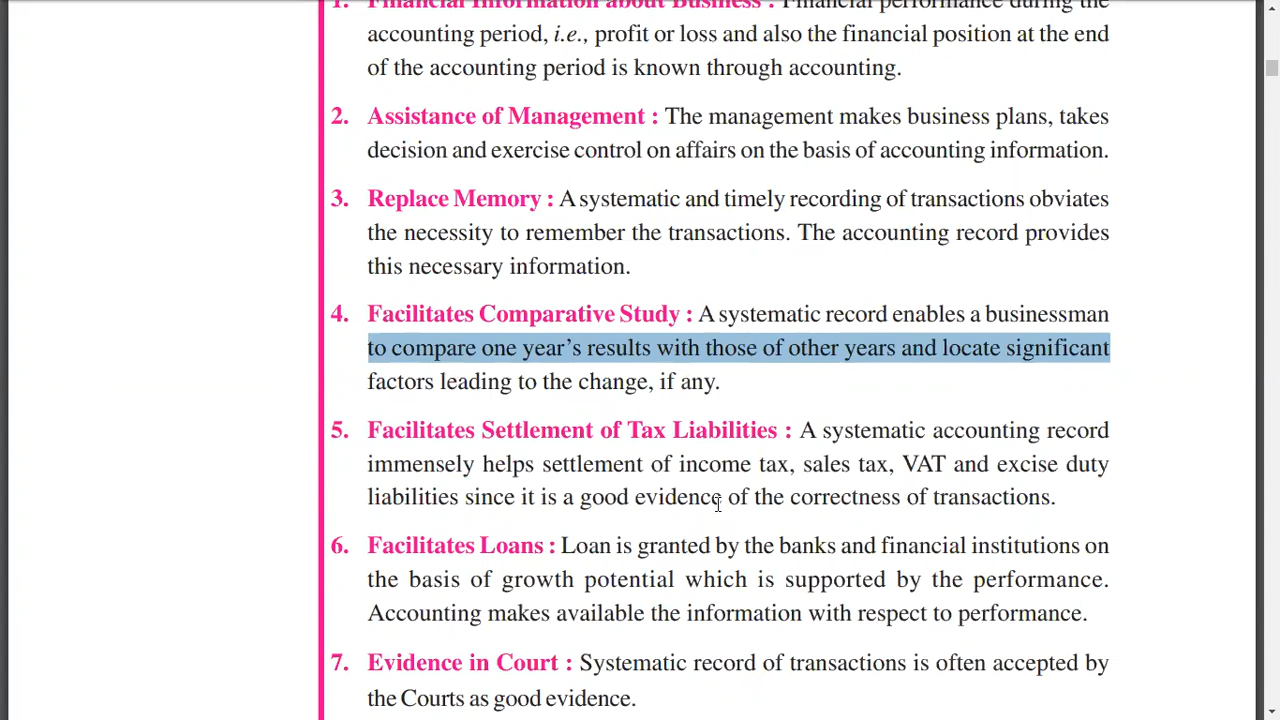 1. Financial Information about Business : Financial performance during the
accounting period, i.e., profit or loss and also the financial position at the end
of the accounting period is known through accounting.
2. Assistance of Management : The management makes business plans, takes
decision and exercise control on affairs on the basis of accounting information.
3. Replace Memory : A systematic and timely recording of transactions obviates
the necessity to remember the transactions. The accounting record provides
this necessary information.
4. Facilitates Comparative Study : A systematic record enables a businessman
to compare one year’s results with those of other years and locate significant
factors leading to the change, if any.
5. Facilitates Settlement of Tax Liabilities : A systematic accounting record
immensely helps settlement of income tax, sales tax, VAT and excise duty
liabilities since it is a good evidence of the correctness of transactions.
6. Facilitates Loans : Loan is granted by the banks and financial institutions on
the basis of growth potential which is supported by the performance.
Accounting makes available the information with respect to performance.
7. Evidence in Court : Systematic record of transactions is often accepted by
the Courts as good evidence.